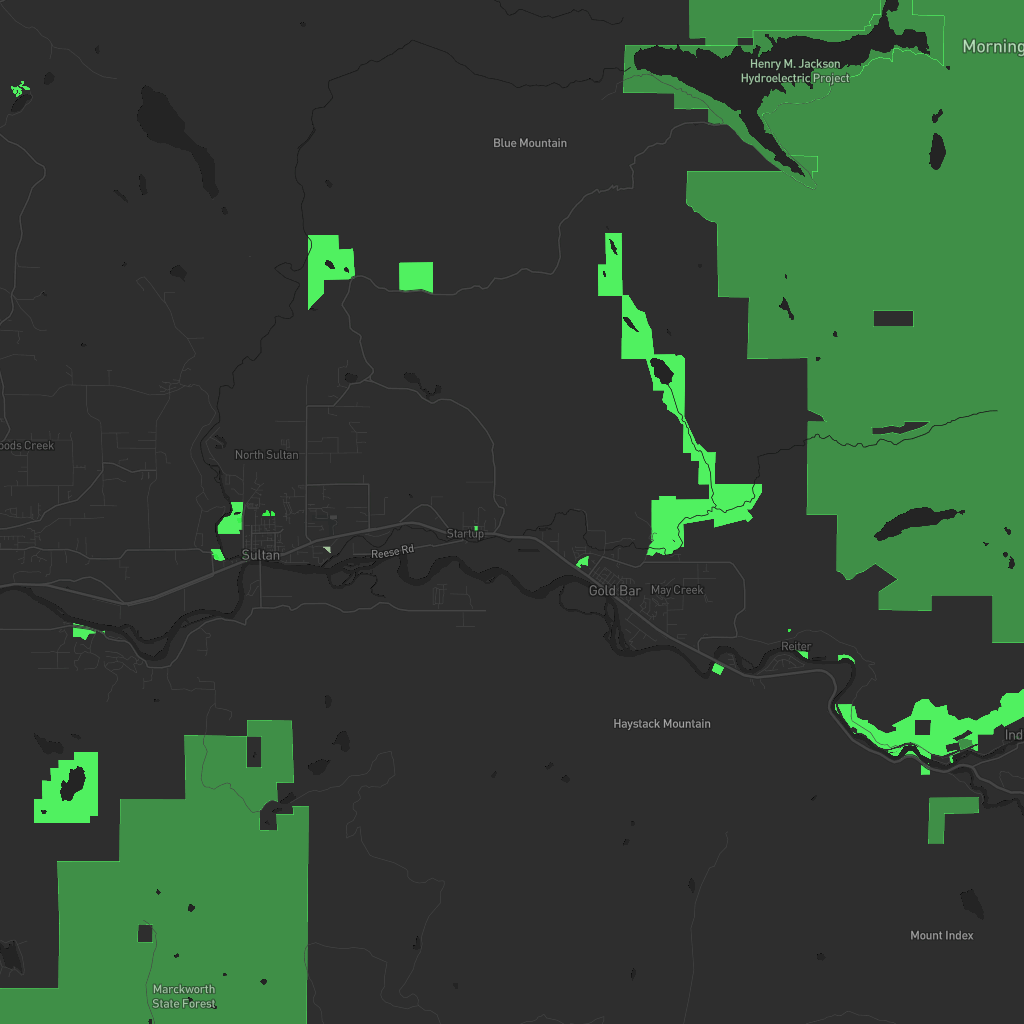 Morning
Henry M. Jackson
Hydroelectric Project
Blue Mountain
oods Creek
North Sultan
Startup
Reese Rd
Sultan
Gold Bar
May Creek
Reiter
Haystack Mountain
Ind
Mount Index
Marckworth
State Forest